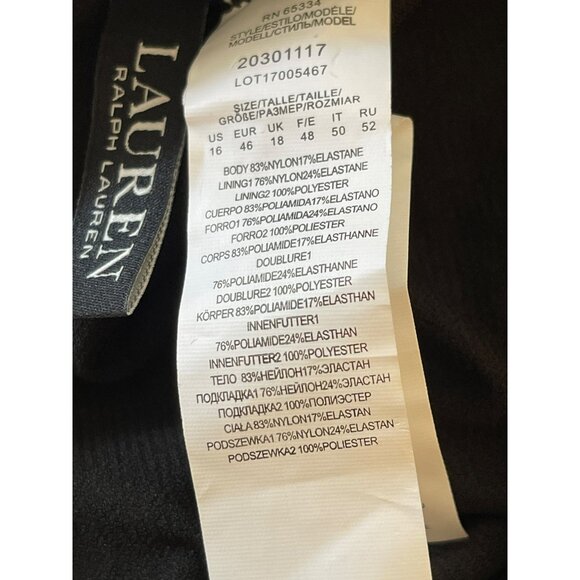 LAUREN
RALPH LAUREN
RN 65334
STYLE/ESTILO/MODÈLE/
MODELL/СТИЛЬ/MODEL
20301117
LOT17005467
SIZE/TALLA/TAILLE/
GRÖßE/РАЗМЕР/ROZMIAR
US EUR UK F/E IT RU
16 46 18 48 50 52
BODY 83%NYLON17%ELASTANE
LINING1 76%NYLON24%ELASTANE
LINING2 100%POLYESTER
CUERPO 83%POLIAMIDA17%ELASTANO
FORRO1 76%POLIAMIDA24%ELASTANO
FORRO2 100%POLIESTER
CORPS 83%POLIAMIDE17%ELASTHANNE
DOUBLURE1
76%POLIAMIDE24%ELASTHANNE
DOUBLURE2 100%POLYESTER
KÖRPER 83%POLIAMIDE17%ELASTHAN
INNENFUTTER1
76%POLIAMIDE24%ELASTHAN
INNENFUTTER2 100%POLYESTER
ТЕЛО 83%НЕЙЛОН17%ЭЛАСТАН
ПОДКЛАДКА1 76%НЕЙЛОН24%ЭЛАСТАН
ПОДКЛАДКА2 100%ПОЛИЭСТЕР
CIAŁA 83%NYLON17%ELASTAN
PODSZEWKA1 76%NYLON24%ELASTAN
PODSZEWKA2 100%POLIESTER